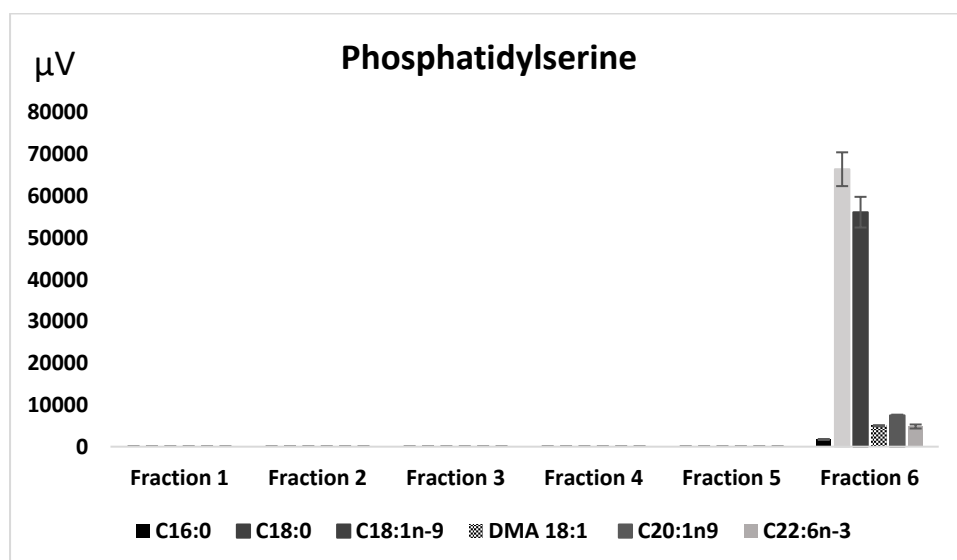 µV
Phosphatidylserine
80000
70000
60000
50000
40000
30000
20000
10000
0
Fraction 1 Fraction 2 Fraction 3 Fraction 4 Fraction 5 Fraction 6
C16:0 C18:0 C18:1n-9 DMA 18:1 C20:1n9 C22:6n-3